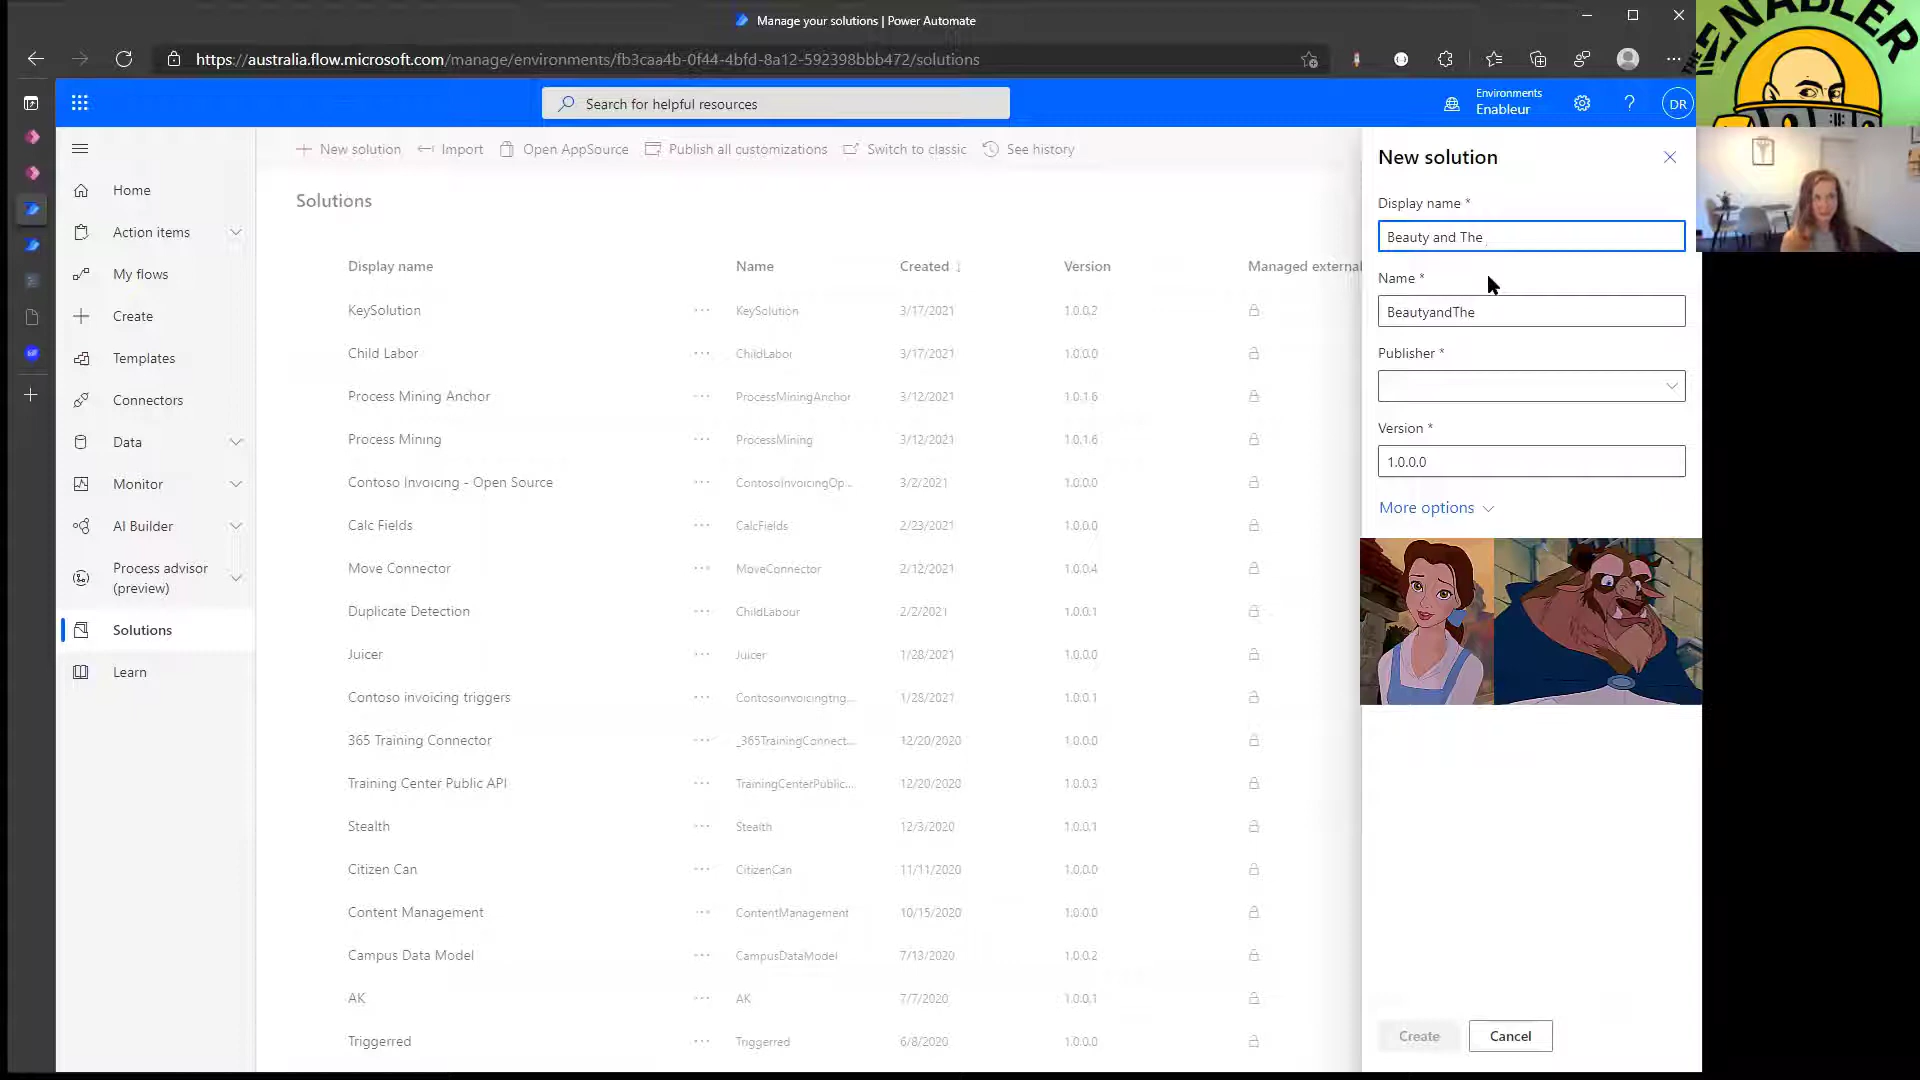 Manage your solutions | Power Automate
https://australia.flow.microsoft.com/manage/environments/fb3caa4b-0f44-4bfd-8a12-592398bbb472/solutions
THE ENABLER
Search for helpful resources
Environments
Enableur
?
DR
New solution
Import
Open AppSource
Publish all customizations
Switch to classic
See history
Home
Action items
My flows
Create
Templates
Connectors
Data
Monitor
AI Builder
Process advisor
(preview)
Solutions
Learn
Solutions
Display name Name Created Version Managed external
KeySolution KeySolution 3/17/2021 1.0.0.2
Child Labor ChildLabor 3/17/2021 1.0.0.0
Process Mining Anchor ProcessMiningAnchor 3/12/2021 1.0.1.6
Process Mining ProcessMining 3/12/2021 1.0.1.6
Contoso Invoicing - Open Source ContosoInvoicingOp... 3/2/2021 1.0.0.0
Calc Fields CalcFields 2/23/2021 1.0.0.0
Move Connector MoveConnector 2/12/2021 1.0.0.4
Duplicate Detection ChildLabour 2/2/2021 1.0.0.1
Juicer Juicer 1/28/2021 1.0.0.0
Contoso invoicing triggers Contosoinvoicingtrig... 1/28/2021 1.0.0.1
365 Training Connector _365TrainingConnect... 12/20/2020 1.0.0.0
Training Center Public API TrainingCenterPublic... 12/20/2020 1.0.0.3
Stealth Stealth 12/3/2020 1.0.0.1
Citizen Can CitizenCan 11/11/2020 1.0.0.0
Content Management ContentManagement 10/15/2020 1.0.0.0
Campus Data Model CampusDataModel 7/13/2020 1.0.0.2
AK AK 7/7/2020 1.0.0.1
Triggerred Triggerred 6/8/2020 1.0.0.0
New solution
Display name *
Beauty and The
Name *
BeautyandThe
Publisher *
Version *
1.0.0.0
More options
Create
Cancel